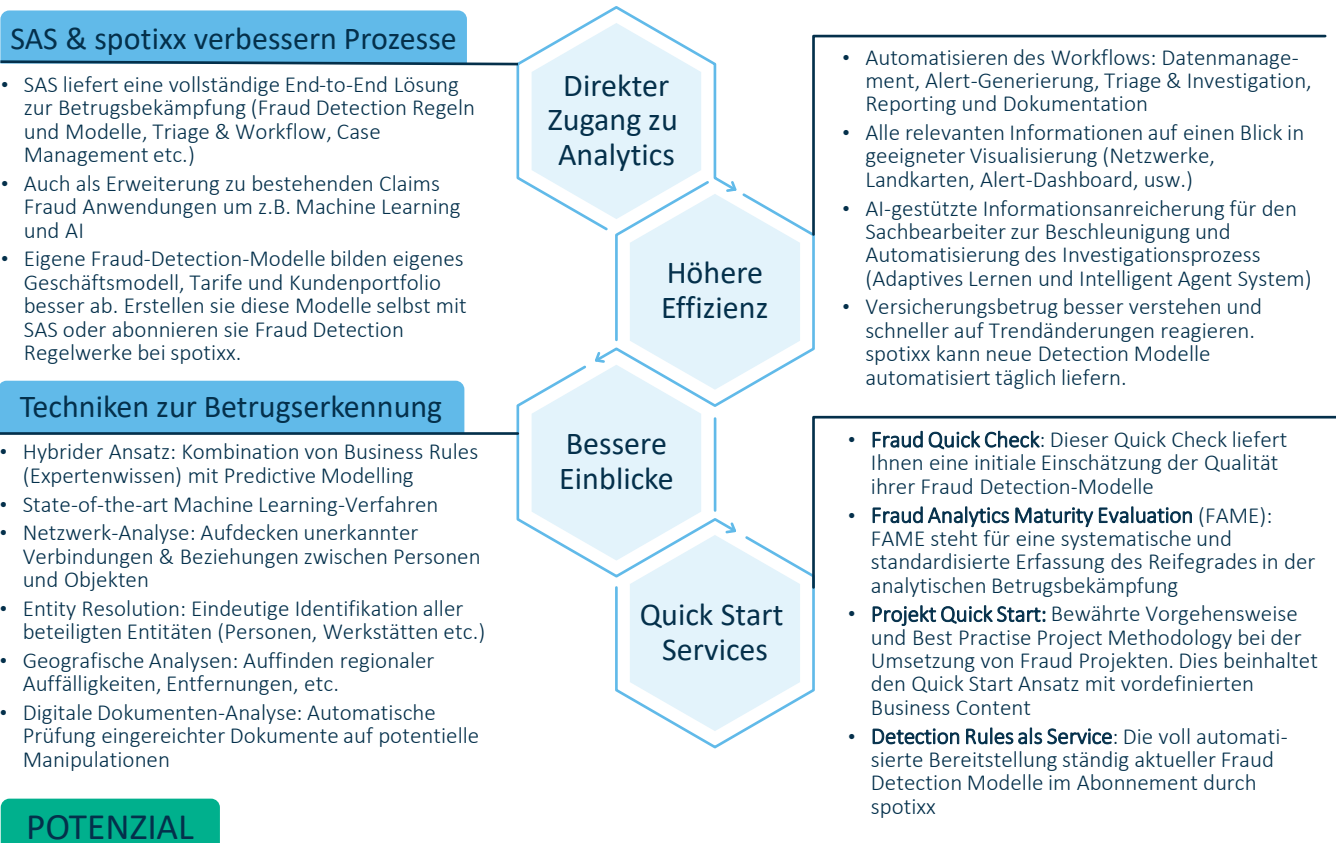 SAS & spotixx verbessern Prozesse
• SAS liefert eine vollständige End-to-End Lösung
zur Betrugsbekämpfung (Fraud Detection Regeln
und Modelle, Triage & Workflow, Case
Management etc.)
• Auch als Erweiterung zu bestehenden Claims
Fraud Anwendungen um z.B. Machine Learning
und AI
• Eigene Fraud-Detection-Modelle bilden eigenes
Geschäftsmodell, Tarife und Kundenportfolio
besser ab. Erstellen sie diese Modelle selbst mit
SAS oder abonnieren sie Fraud Detection
Regelwerke bei spotixx.
Direkter
Zugang zu
Analytics
• Automatisieren des Workflows: Datenmanage-
ment, Alert-Generierung, Triage & Investigation,
Reporting und Dokumentation
• Alle relevanten Informationen auf einen Blick in
geeigneter Visualisierung (Netzwerke,
Landkarten, Alert-Dashboard, usw.)
• AI-gestützte Informationsanreicherung für den
Sachbearbeiter zur Beschleunigung und
Automatisierung des Investigationsprozess
(Adaptives Lernen und Intelligent Agent System)
• Versicherungsbetrug besser verstehen und
schneller auf Trendänderungen reagieren.
spotixx kann neue Detection Modelle
automatisiert täglich liefern.
Höhere
Effizienz
Techniken zur Betrugserkennung
• Hybrider Ansatz: Kombination von Business Rules
(Expertenwissen) mit Predictive Modelling
• State-of-the-art Machine Learning-Verfahren
• Netzwerk-Analyse: Aufdecken unerkannter
Verbindungen & Beziehungen zwischen Personen
und Objekten
• Entity Resolution: Eindeutige Identifikation aller
beteiligten Entitäten (Personen, Werkstätten etc.)
• Geografische Analysen: Auffinden regionaler
Auffälligkeiten, Entfernungen, etc.
• Digitale Dokumenten-Analyse: Automatische
Prüfung eingereichter Dokumente auf potentielle
Manipulationen
Bessere
Einblicke
Quick Start
Services
• Fraud Quick Check: Dieser Quick Check liefert
Ihnen eine initiale Einschätzung der Qualität
ihrer Fraud Detection-Modelle
• Fraud Analytics Maturity Evaluation (FAME):
FAME steht für eine systematische und
standardisierte Erfassung des Reifegrades in der
analytischen Betrugsbekämpfung
• Projekt Quick Start: Bewährte Vorgehensweise
und Best Practise Project Methodology bei der
Umsetzung von Fraud Projekten. Dies beinhaltet
den Quick Start Ansatz mit vordefinierten
Business Content
• Detection Rules als Service: Die voll automati-
sierte Bereitstellung ständig aktueller Fraud
Detection Modelle im Abonnement durch
spotixx
POTENZIAL